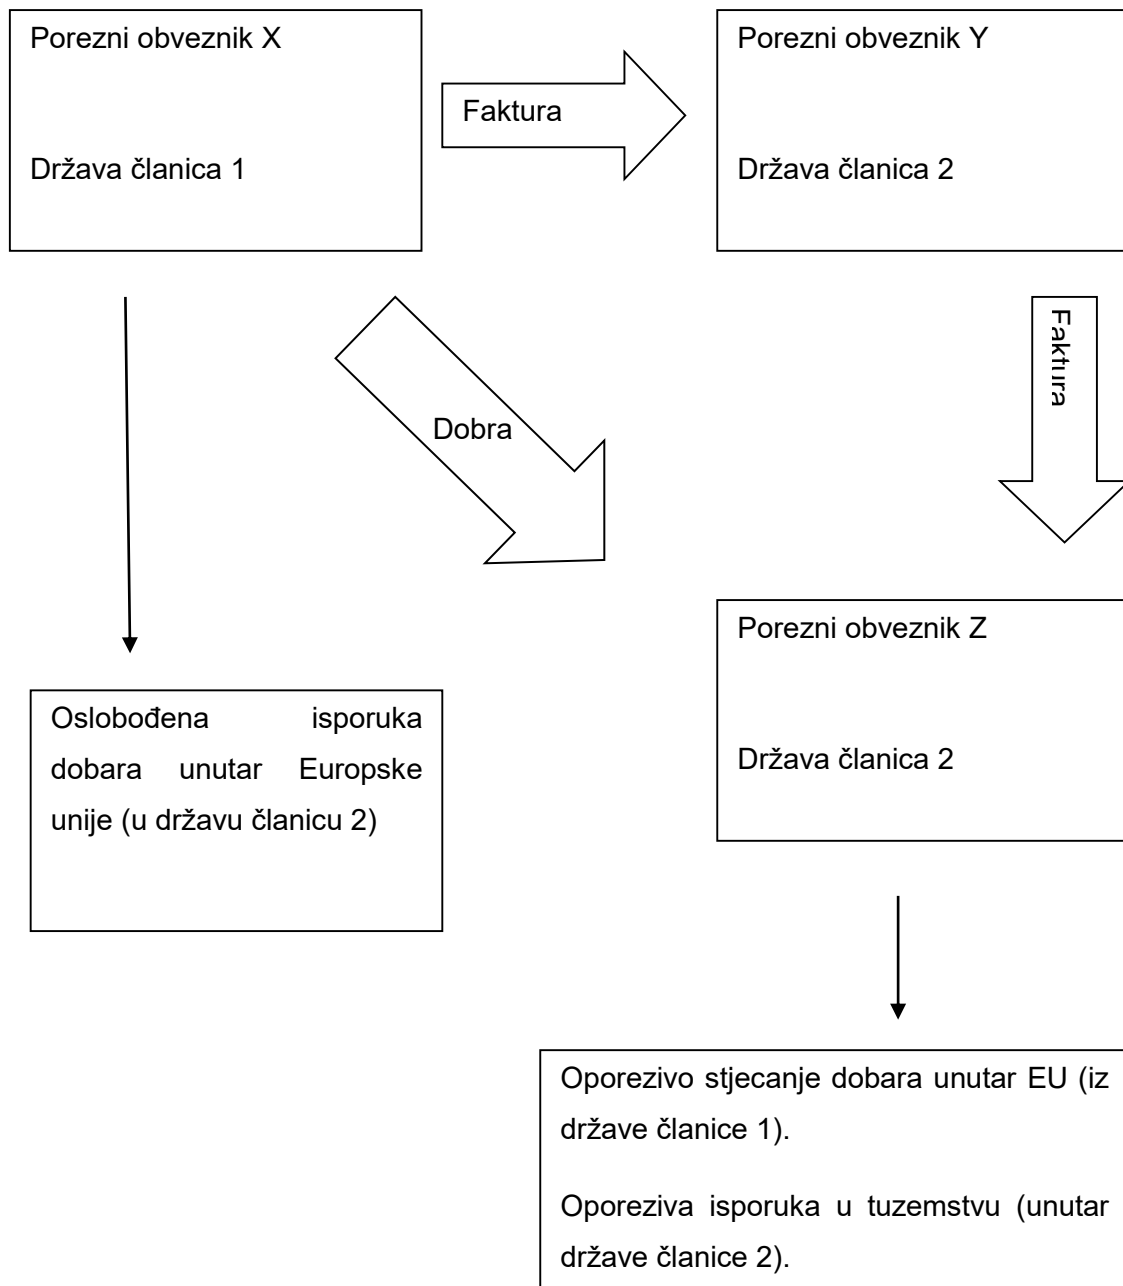 Porezni obveznik X
Država članica 1
Faktura
Porezni obveznik Y
Država članica 2
Faktura
Dobra
Porezni obveznik Z
Država članica 2
Oslobođena isporuka
dobara unutar Europske
unije (u državu članicu 2)
Oporezivo stjecanje dobara unutar EU (iz
države članice 1).
Oporeziva isporuka u tuzemstvu (unutar
države članice 2).